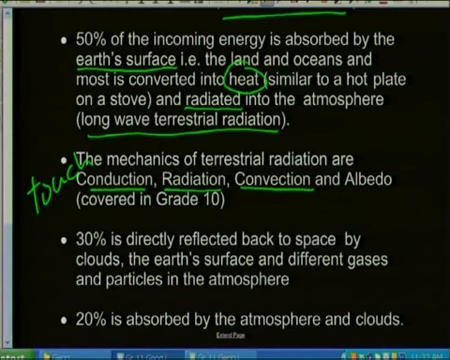 • 50% of the incoming energy is absorbed by the
earth's surface i.e. the land and oceans and
most is converted into heat (similar to a hot plate
on a stove) and radiated into the atmosphere
(long wave terrestrial radiation).
touch
• The mechanics of terrestrial radiation are
Conduction, Radiation, Convection and Albedo
(covered in Grade 10)
• 30% is directly reflected back to space by
clouds, the earth's surface and different gases
and particles in the atmosphere
• 20% is absorbed by the atmosphere and clouds.
Extend Page
start